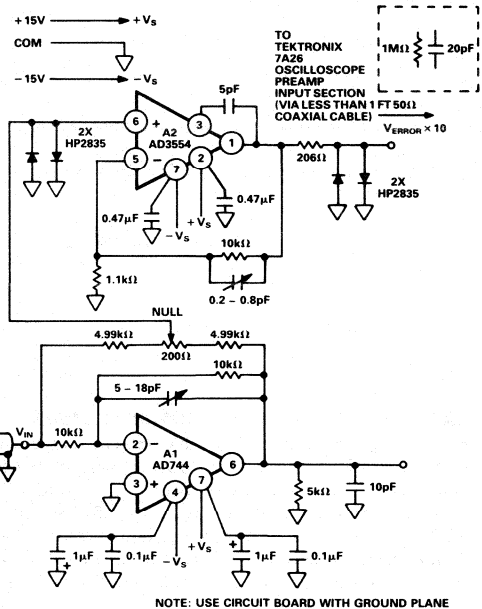 +15V
+VS
COM
−15V
−VS
TO
TEKTRONIX
7A26
OSCILLOSCOPE
PREAMP
INPUT SECTION
(VIA LESS THAN 1 FT 50Ω
COAXIAL CABLE)
1MΩ
20pF
VERROR × 10
5pF
2X
HP2835
6
+
A2
AD3554
3
1
5
−
7
2
206Ω
2X
HP2835
0.47μF
0.47μF
−VS
+VS
10kΩ
0.2 – 0.8pF
1.1kΩ
NULL
4.99kΩ
200Ω
4.99kΩ
10kΩ
5 – 18pF
VIN
10kΩ
2
−
A1
AD744
6
3
+
4
7
5kΩ
10pF
1μF
+
0.1μF
−VS
+VS
+
1μF
0.1μF
NOTE: USE CIRCUIT BOARD WITH GROUND PLANE